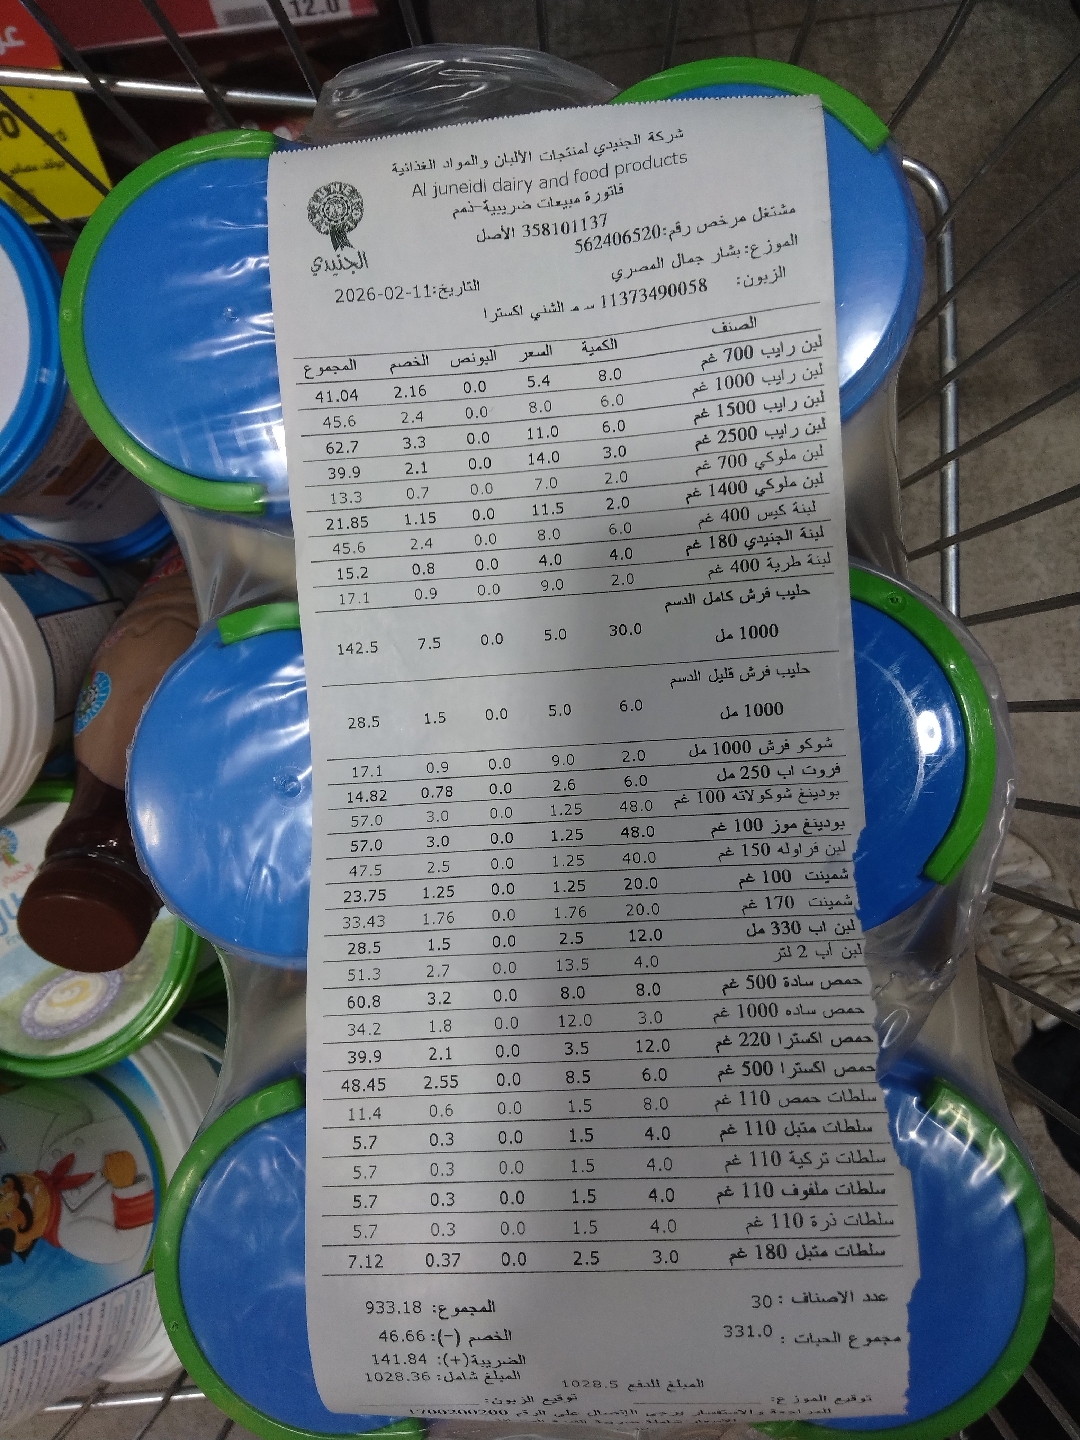 شركة الجنيدي لمنتجات الألبان والمواد الغذائية
Al juneidi dairy and food products
فاتورة مبيعات ضريبية-ذمم
358101137 الأصل
مشتغل مرخص رقم:562406520
الموزع: بشار جمال المصري
الجنيدي
التاريخ:2026-02-11
الزبون: 11373490058 س م الشني اكسترا
الصنف الكمية السعر البونص الخصم المجموع
لبن رايب 700 غم 8.0 5.4 0.0 2.16 41.04
لبن رايب 1000 غم 6.0 8.0 0.0 2.4 45.6
لبن رايب 1500 غم 6.0 11.0 0.0 3.3 62.7
لبن رايب 2500 غم 3.0 14.0 0.0 2.1 39.9
لبن ملوكي 700 غم 2.0 7.0 0.0 0.7 13.3
لبن ملوكي 1400 غم 2.0 11.5 0.0 1.15 21.85
لبنة كيس 400 غم 6.0 8.0 0.0 2.4 45.6
لبنة الجنيدي 180 غم 4.0 4.0 0.0 0.8 15.2
لبنة طرية 400 غم 2.0 9.0 0.0 0.9 17.1
حليب فرش كامل الدسم
1000 مل 30.0 5.0 0.0 7.5 142.5
حليب فرش قليل الدسم
1000 مل 6.0 5.0 0.0 1.5 28.5
شوكو فرش 1000 مل 2.0 9.0 0.0 0.9 17.1
فروت اب 250 مل 6.0 2.6 0.0 0.78 14.82
بودينغ شوكولاته 100 غم 48.0 1.25 0.0 3.0 57.0
بودينغ موز 100 غم 48.0 1.25 0.0 3.0 57.0
لبن فراوله 150 غم 40.0 1.25 0.0 2.5 47.5
شمينت 100 غم 20.0 1.25 0.0 1.25 23.75
شمينت 170 غم 20.0 1.76 0.0 1.76 33.43
لبن اب 330 مل 12.0 2.5 0.0 1.5 28.5
لبن اب 2 لتر 4.0 13.5 0.0 2.7 51.3
حمص سادة 500 غم 8.0 8.0 0.0 3.2 60.8
حمص ساده 1000 غم 3.0 12.0 0.0 1.8 34.2
حمص اكسترا 220 غم 12.0 3.5 0.0 2.1 39.9
حمص اكسترا 500 غم 6.0 8.5 0.0 2.55 48.45
سلطات حمص 110 غم 8.0 1.5 0.0 0.6 11.4
سلطات متبل 110 غم 4.0 1.5 0.0 0.3 5.7
سلطات تركية 110 غم 4.0 1.5 0.0 0.3 5.7
سلطات ملفوف 110 غم 4.0 1.5 0.0 0.3 5.7
سلطات ذرة 110 غم 4.0 1.5 0.0 0.3 5.7
سلطات متبل 180 غم 3.0 2.5 0.0 0.37 7.12
عدد الاصناف : 30 المجموع: 933.18
مجموع الحبات : 331.0 الخصم (-): 46.66
الضريبة(+): 141.84
المبلغ شامل: 1028.36
المبلغ للدفع 1028.5
توقيع الموزع: توقيع الزبون:
للمراجعة والاستفسار يرجى الاتصال على الرقم 1700200200
12.0